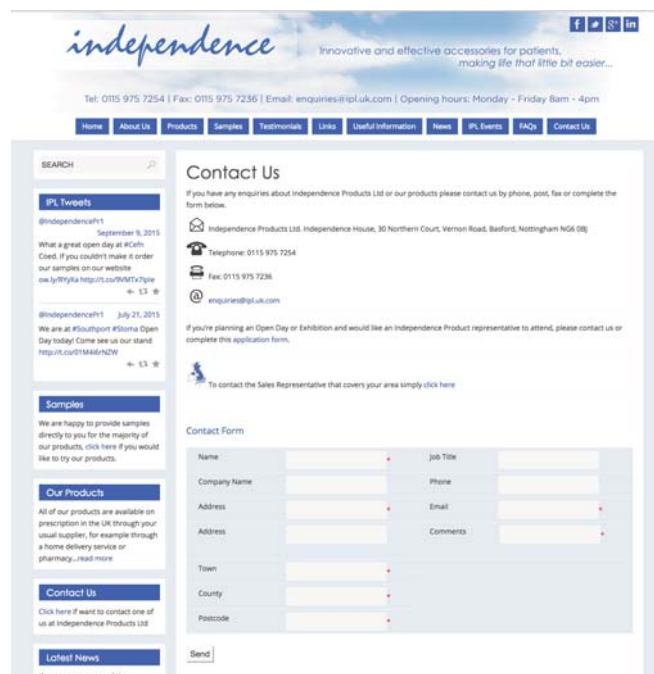 independence
Innovative and effective accessories for patients,
making life that little bit easier...
Tel: 0115 975 7254 | Fax: 0115 975 7236 | Email: enquiries@ipl.uk.com | Opening hours: Monday - Friday 8am - 4pm
Home About Us Products Samples Testimonials Links Useful Information News IPL Events FAQs Contact Us
SEARCH
IPL Tweets
@IndependencePr1
September 9, 2015
What a great open day at #Cefn
Coed. If you couldn't make it order
our samples on our website
@IndependencePr1 July 21, 2015
We are at #Southport #Stoma Open
Day today! Come see us our stand
Samples
We are happy to provide samples
directly to you for the majority of
our products, click here if you would
like to try our products.
Our Products
All of our products are available on
prescription in the UK through your
usual supplier, for example through
a home delivery service or
pharmacy...read more
Contact Us
Click here if want to contact one of
us at Independence Products Ltd
Latest News
Contact Us
If you have any enquiries about Independence Products Ltd or our products please contact us by phone, post, fax or complete the
form below.
Independence Products Ltd. Independence House, 30 Northern Court, Vernon Road, Basford, Nottingham NG6 0BJ
Telephone: 0115 975 7254
Fax: 0115 975 7236
enquiries@ipl.uk.com
If you're planning an Open Day or Exhibition and would like an Independence Product representative to attend, please contact us or
complete this application form.
To contact the Sales Representative that covers your area simply click here
Contact Form
Name * Job Title
Company Name Phone
Address * Email *
Address Comments *
Town *
County *
Postcode *
Send